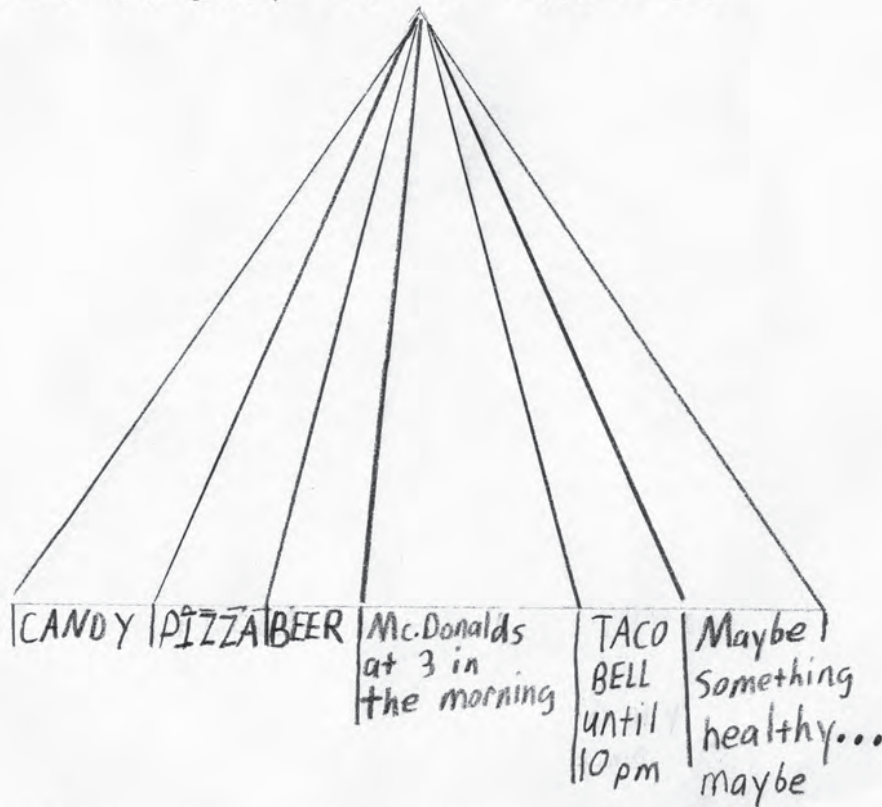 CANDY
PIZZA
BEER
Mc.Donalds
at 3 in
the morning
TACO
BELL
until
10 pm
Maybe
something
healthy...
maybe